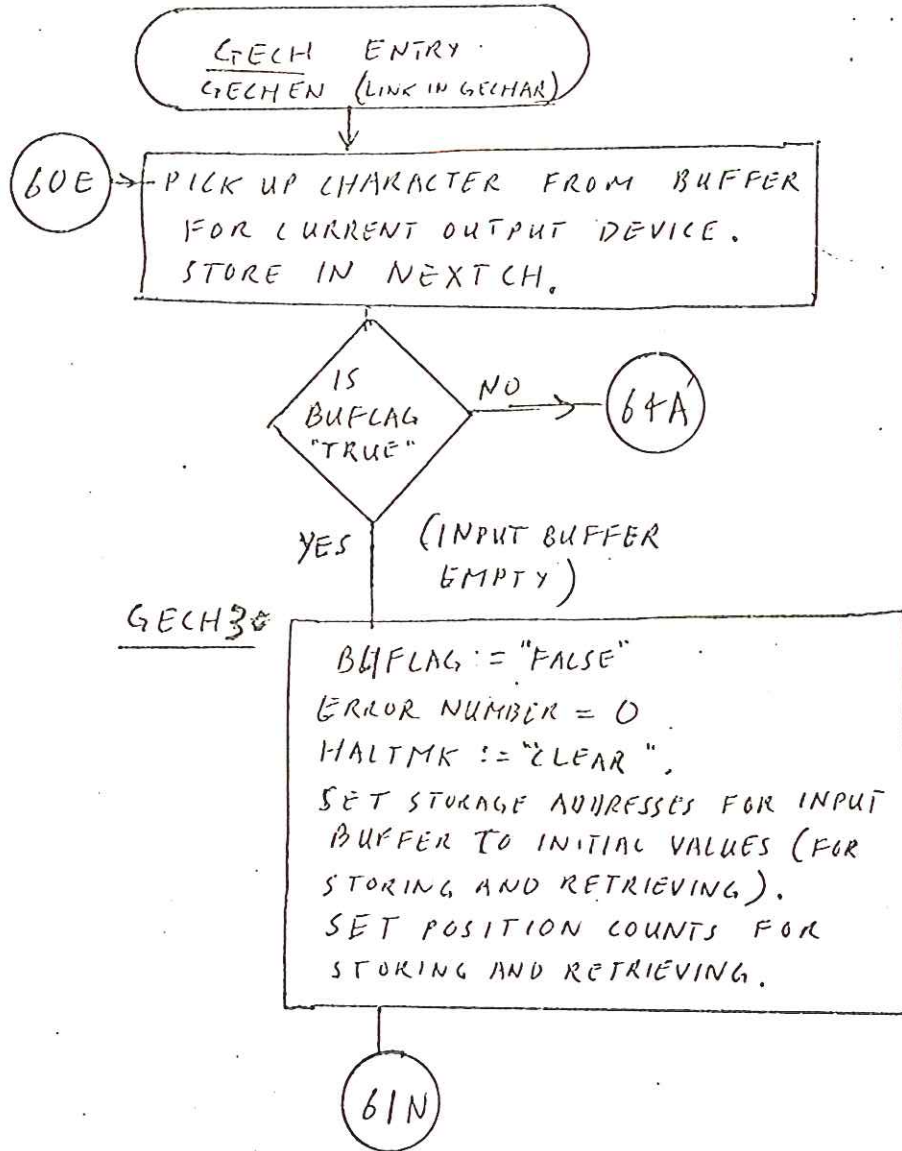 GECH ENTRY.
GECHEN (LINK IN GECHAR)
60E
PICK UP CHARACTER FROM BUFFER
FOR CURRENT OUTPUT DEVICE.
STORE IN NEXTCH.
IS
BUFLAG
"TRUE"
NO
64A
YES
(INPUT BUFFER
EMPTY)
GECH30
BUFLAG := "FALSE"
ERROR NUMBER = 0
HALTMK := "CLEAR".
SET STORAGE ADDRESSES FOR INPUT
BUFFER TO INITIAL VALUES (FOR
STORING AND RETRIEVING).
SET POSITION COUNTS FOR
STORING AND RETRIEVING.
61N